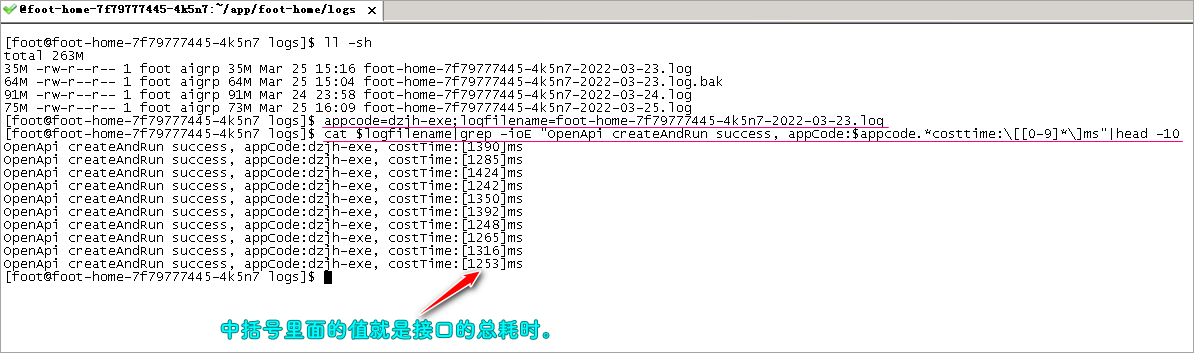 @foot-home-7f79777445-4k5n7:~/app/foot-home/logs ×
[foot@foot-home-7f79777445-4k5n7 logs]$ ll -sh
total 263M
35M -rw-r--r-- 1 foot aigrp 35M Mar 25 15:16 foot-home-7f79777445-4k5n7-2022-03-23.log
64M -rw-r--r-- 1 foot aigrp 64M Mar 25 15:04 foot-home-7f79777445-4k5n7-2022-03-23.log.bak
91M -rw-r--r-- 1 foot aigrp 91M Mar 24 23:58 foot-home-7f79777445-4k5n7-2022-03-24.log
75M -rw-r--r-- 1 foot aigrp 73M Mar 25 16:09 foot-home-7f79777445-4k5n7-2022-03-25.log
[foot@foot-home-7f79777445-4k5n7 logs]$ appcode=dzjh-exe;logfilename=foot-home-7f79777445-4k5n7-2022-03-23.log
[foot@foot-home-7f79777445-4k5n7 logs]$ cat $logfilename|grep -ioE "OpenApi createAndRun success, appCode:$appcode.*costtime:\[[0-9]*\]ms"|head -10
OpenApi createAndRun success, appCode:dzjh-exe, costTime:[1390]ms
OpenApi createAndRun success, appCode:dzjh-exe, costTime:[1285]ms
OpenApi createAndRun success, appCode:dzjh-exe, costTime:[1424]ms
OpenApi createAndRun success, appCode:dzjh-exe, costTime:[1242]ms
OpenApi createAndRun success, appCode:dzjh-exe, costTime:[1350]ms
OpenApi createAndRun success, appCode:dzjh-exe, costTime:[1392]ms
OpenApi createAndRun success, appCode:dzjh-exe, costTime:[1248]ms
OpenApi createAndRun success, appCode:dzjh-exe, costTime:[1265]ms
OpenApi createAndRun success, appCode:dzjh-exe, costTime:[1316]ms
OpenApi createAndRun success, appCode:dzjh-exe, costTime:[1253]ms
[foot@foot-home-7f79777445-4k5n7 logs]$
中括号里面的值就是接口的总耗时。